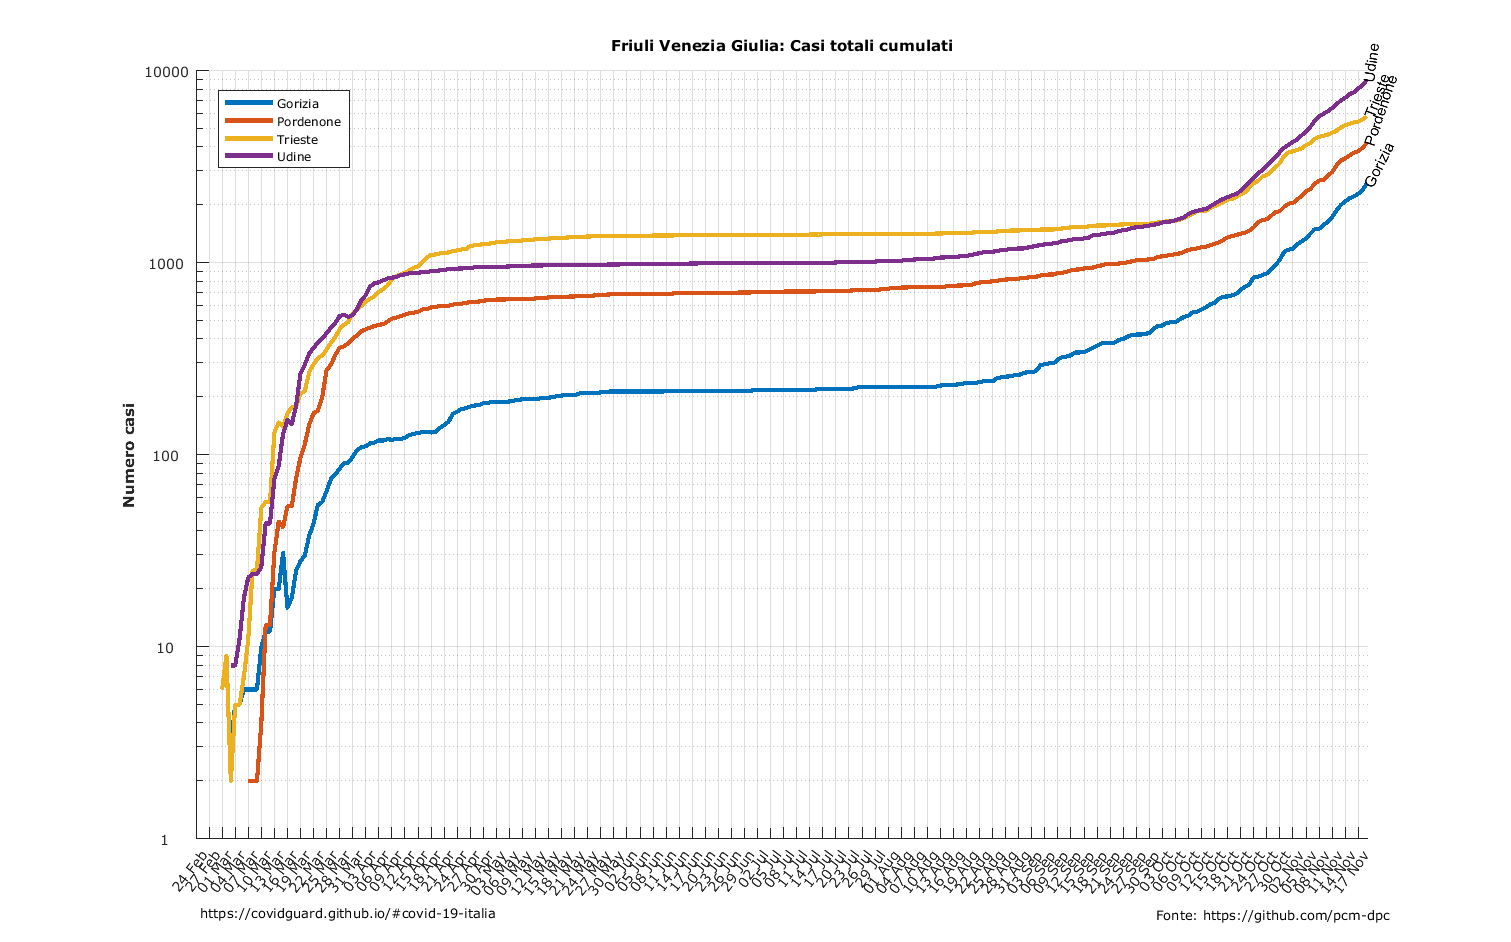 Friuli Venezia Giulia: Casi totali cumulati
Udine
Trieste
Pordenone
Gorizia
10000
1000
100
10
1
Gorizia
Pordenone
Trieste
Udine
Numero casi
24 Feb
27 Feb
01 Mar
04 Mar
07 Mar
10 Mar
13 Mar
16 Mar
19 Mar
22 Mar
25 Mar
28 Mar
31 Mar
03 Apr
06 Apr
09 Apr
12 Apr
15 Apr
18 Apr
21 Apr
24 Apr
27 Apr
30 Apr
03 May
06 May
09 May
12 May
15 May
18 May
21 May
24 May
27 May
30 May
02 Jun
05 Jun
08 Jun
11 Jun
14 Jun
17 Jun
20 Jun
23 Jun
26 Jun
29 Jun
02 Jul
05 Jul
08 Jul
11 Jul
14 Jul
17 Jul
20 Jul
23 Jul
26 Jul
29 Jul
01 Aug
04 Aug
07 Aug
10 Aug
13 Aug
16 Aug
19 Aug
22 Aug
25 Aug
28 Aug
31 Aug
03 Sep
06 Sep
09 Sep
12 Sep
15 Sep
18 Sep
21 Sep
24 Sep
27 Sep
30 Sep
03 Oct
06 Oct
09 Oct
12 Oct
15 Oct
18 Oct
21 Oct
24 Oct
27 Oct
30 Oct
02 Nov
05 Nov
08 Nov
11 Nov
14 Nov
17 Nov
https://covidguard.github.io/#covid-19-italia
Fonte: https://github.com/pcm-dpc